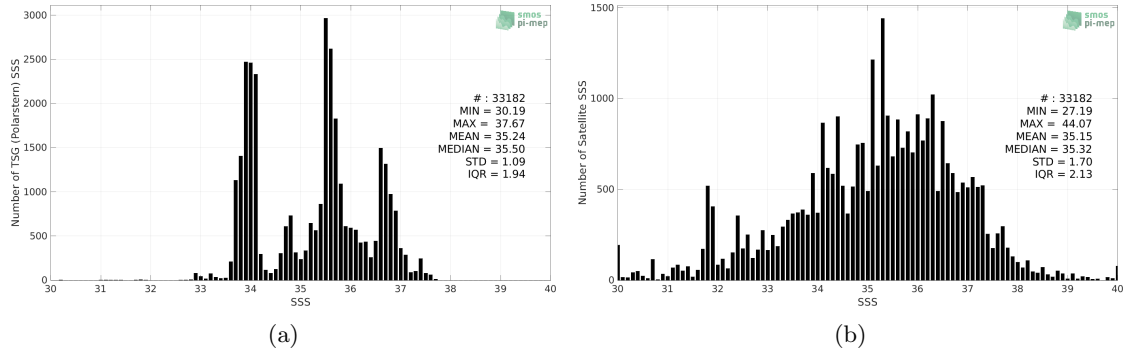 3000
2500
2000
1500
1000
500
0
Number of TSG (Polarstern) SSS
30 31 32 33 34 35 36 37 38 39 40
SSS
smos
pi-mep
# : 33182
MIN = 30.19
MAX = 37.67
MEAN = 35.24
MEDIAN = 35.50
STD = 1.09
IQR = 1.94
(a)
1500
1000
500
0
Number of Satellite SSS
30 31 32 33 34 35 36 37 38 39 40
SSS
smos
pi-mep
# : 33182
MIN = 27.19
MAX = 44.07
MEAN = 35.15
MEDIAN = 35.32
STD = 1.70
IQR = 2.13
(b)